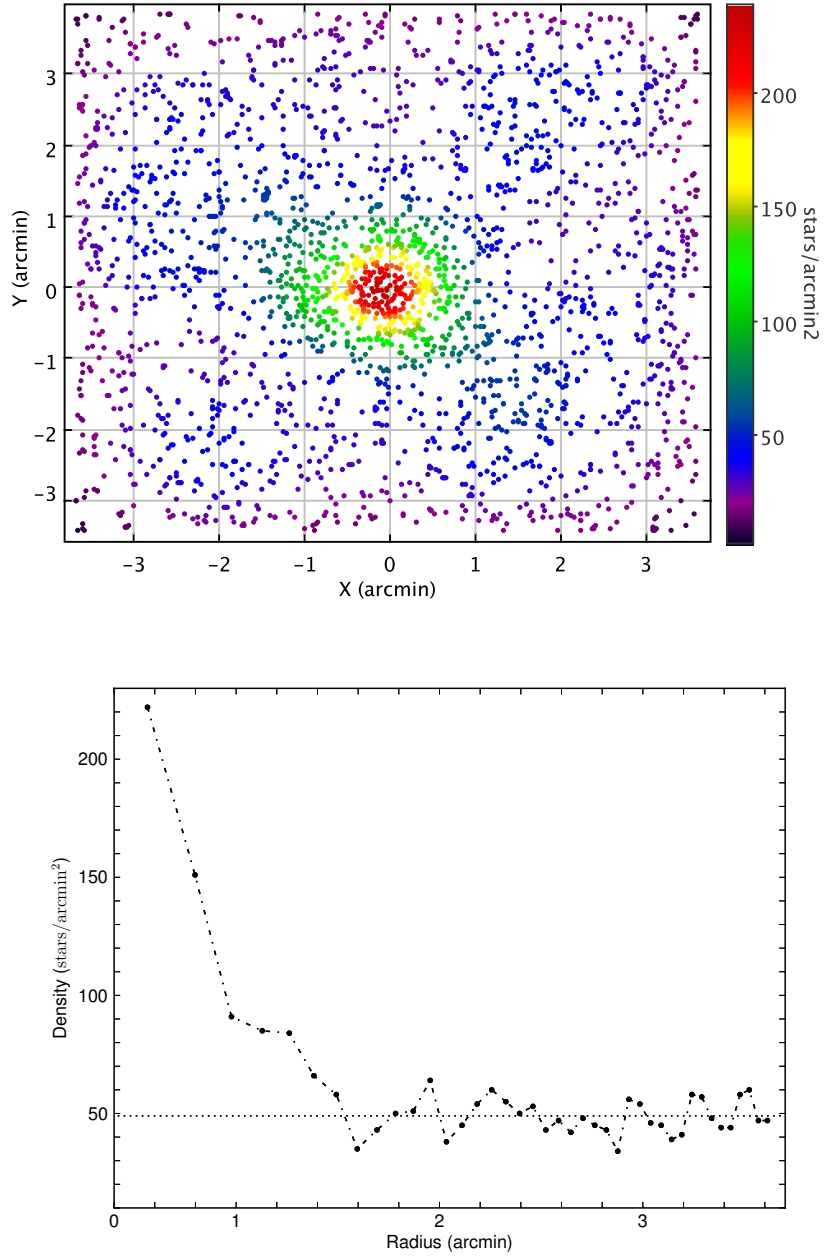 3
2
1
0
−1
−2
−3
Y (arcmin)
−3 −2 −1 0 1 2 3
X (arcmin)
200
150
100
50
stars/arcmin2
200
150
100
50
Density (stars/arcmin²)
0 1 2 3
Radius (arcmin)